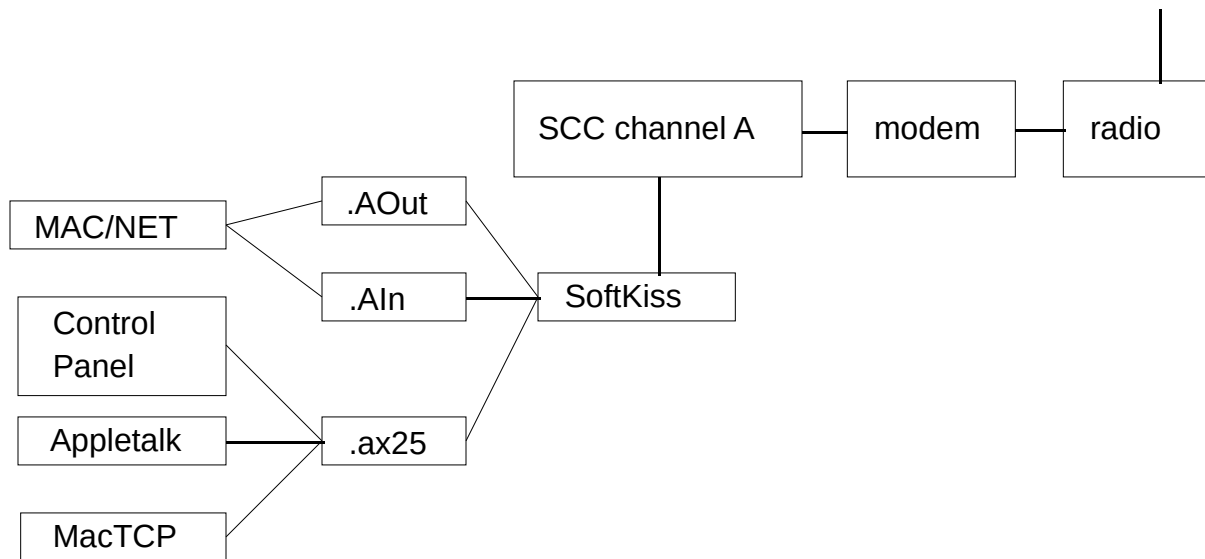 SCC channel A
modem
radio
.AOut
MAC/NET
.AIn
SoftKiss
Control
Panel
Appletalk
.ax25
MacTCP